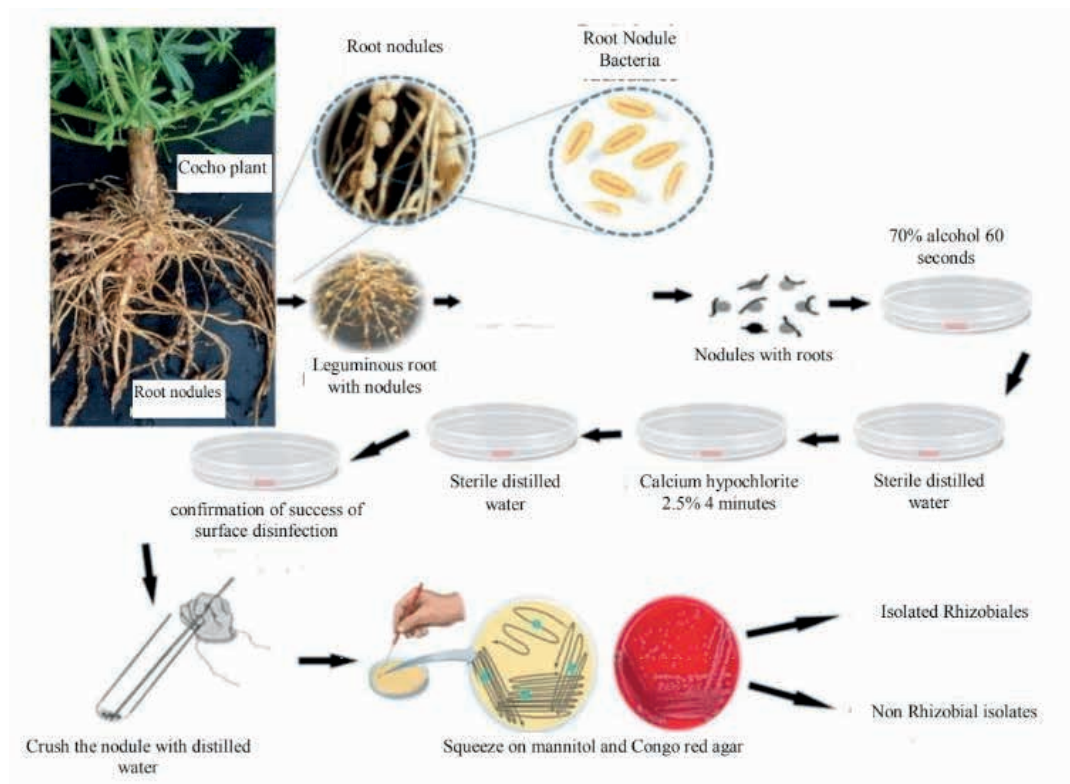 Root nodules
Root Nodule
Bacteria
Cocho plant
70% alcohol 60
seconds
Nodules with roots
Leguminous root
with nodules
Root nodules
Sterile distilled
water
Calcium hypochlorite
2.5% 4 minutes
Sterile distilled
water
confirmation of success of
surface disinfection
Isolated Rhizobiales
Non Rhizobial isolates
Crush the nodule with distilled
water
Squeeze on mannitol and Congo red agar